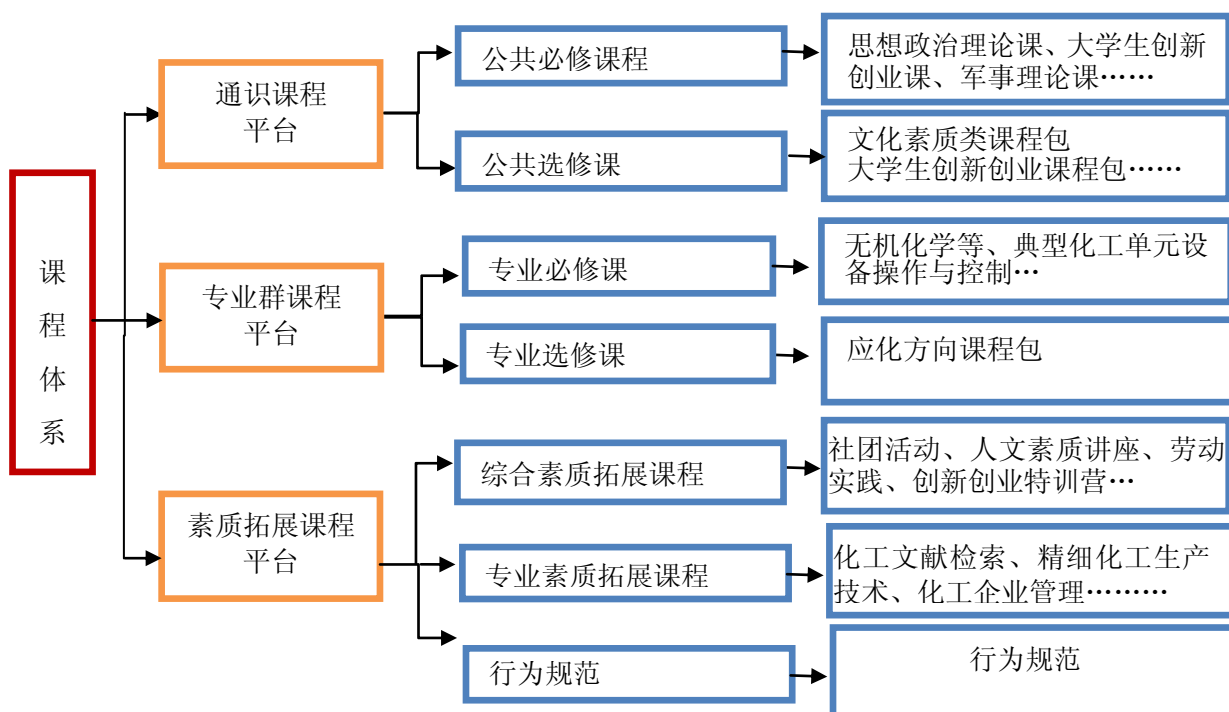 课
程
体
系
通识课程
平台
公共必修课程
思想政治理论课、大学生创新
创业课、军事理论课……
公共选修课
文化素质类课程包
大学生创新创业课程包……
专业群课程
平台
专业必修课
无机化学等、典型化工单元设
备操作与控制…
专业选修课
应化方向课程包
素质拓展课程
平台
综合素质拓展课程
社团活动、人文素质讲座、劳动
实践、创新创业特训营…
专业素质拓展课程
化工文献检索、精细化工生产
技术、化工企业管理………
行为规范
行为规范